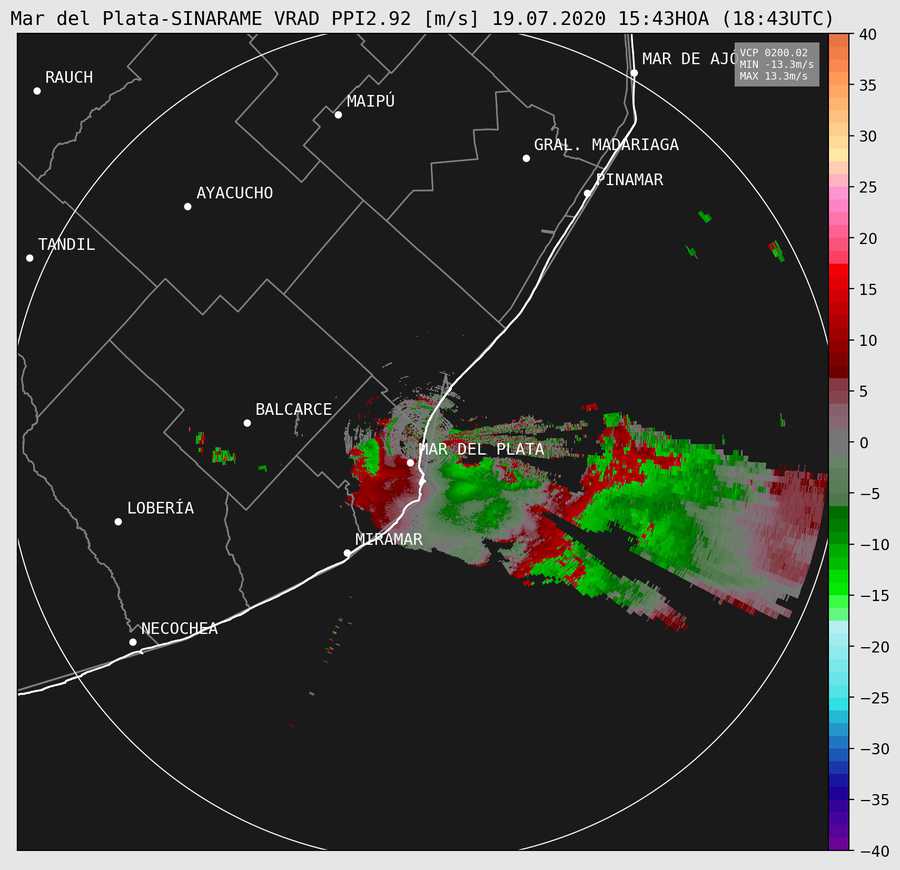 Mar del Plata-SINARAME VRAD PPI2.92 [m/s] 19.07.2020 15:43HOA (18:43UTC)
VCP 0200.02
MIN -13.3m/s
MAX 13.3m/s
MAR DE AJÓ
RAUCH
MAIPÚ
GRAL. MADARIAGA
PINAMAR
AYACUCHO
TANDIL
BALCARCE
MAR DEL PLATA
LOBERÍA
MIRAMAR
NECOCHEA
40
35
30
25
20
15
10
5
0
−5
−10
−15
−20
−25
−30
−35
−40